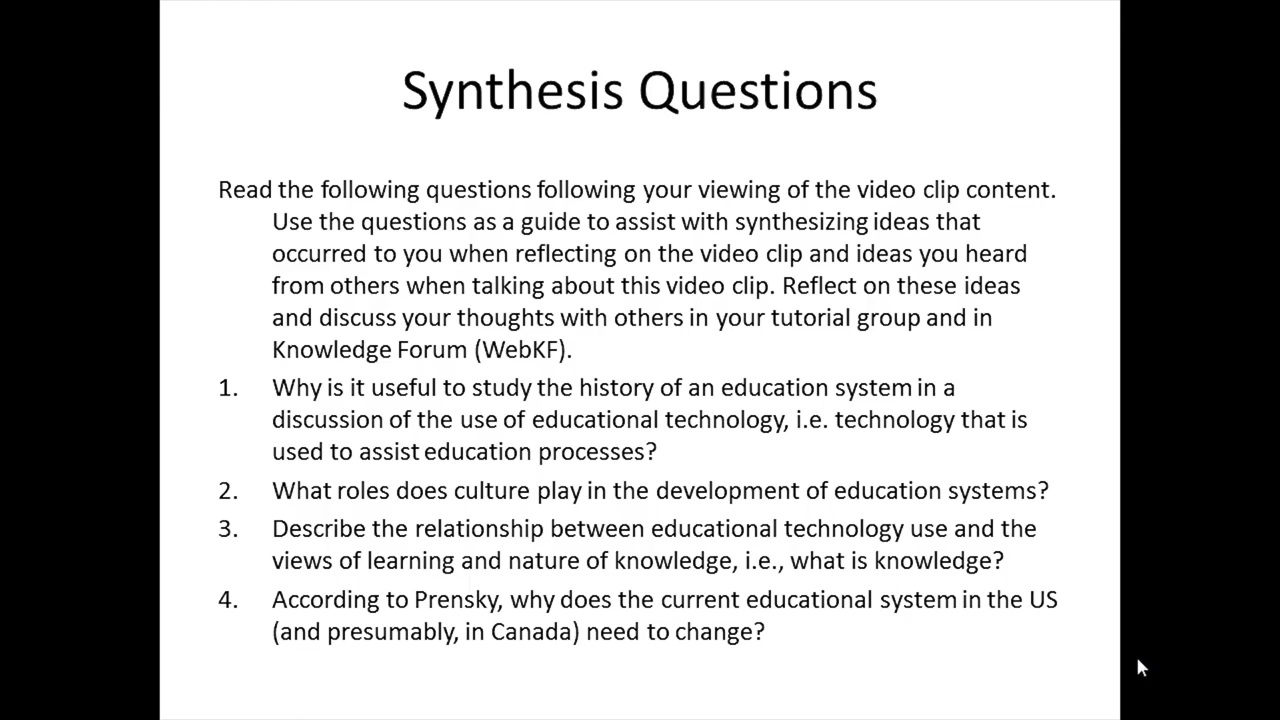 Synthesis Questions
Read the following questions following your viewing of the video clip content.
Use the questions as a guide to assist with synthesizing ideas that
occurred to you when reflecting on the video clip and ideas you heard
from others when talking about this video clip. Reflect on these ideas
and discuss your thoughts with others in your tutorial group and in
Knowledge Forum (WebKF).
1. Why is it useful to study the history of an education system in a
discussion of the use of educational technology, i.e. technology that is
used to assist education processes?
2. What roles does culture play in the development of education systems?
3. Describe the relationship between educational technology use and the
views of learning and nature of knowledge, i.e., what is knowledge?
4. According to Prensky, why does the current educational system in the US
(and presumably, in Canada) need to change?